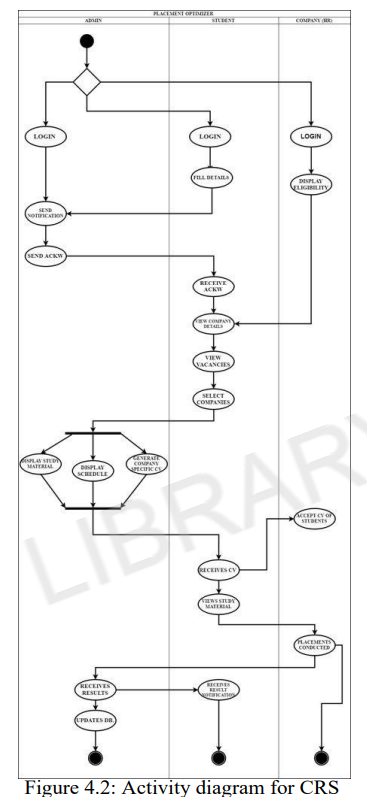 PLACEMENT OPTIMIZER
ADMIN
STUDENT
COMPANY (HR)
LOGIN
LOGIN
LOGIN
FILL DETAILS
DISPLAY
ELIGIBILITY
SEND
NOTIFICATION
SEND ACKW
RECEIVE
ACKW
VIEW COMPANY
DETAILS
VIEW
VACANCIES
SELECT
COMPANIES
DISPLAY STUDY
MATERIAL
DISPLAY
SCHEDULE
GENERATE
COMPANY
SPECIFIC CV
ACCEPT CV OF
STUDENTS
RECEIVES CV
VIEWS STUDY
MATERIAL
PLACEMENTS
CONDUCTED
RECEIVES
RESULTS
RECEIVES
RESULT
NOTIFICATION
UPDATES DB.
LIBRARY
Figure 4.2: Activity diagram for CRS